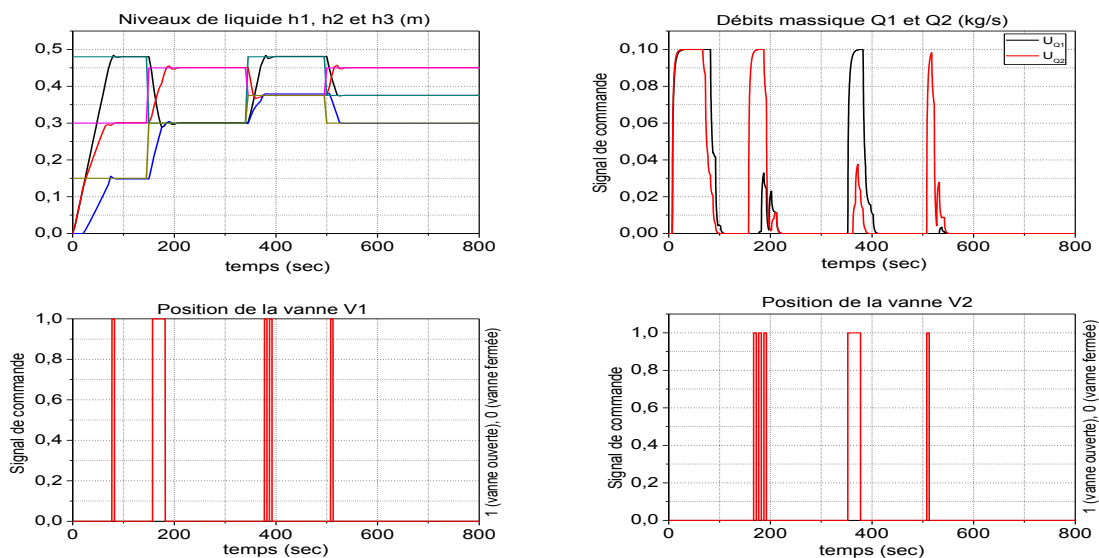 Niveaux de liquide h1, h2 et h3 (m)
0,5
0,4
0,3
0,2
0,1
0,0
0
200
400
600
800
temps (sec)
Débits massique Q1 et Q2 (kg/s)
Signal de commande
0,10
0,08
0,06
0,04
0,02
0,00
U_Q1
U_Q2
0
200
400
600
800
temps (sec)
Position de la vanne V1
Signal de commande
1,0
0,8
0,6
0,4
0,2
0,0
0
200
400
600
800
temps (sec)
1 (vanne ouverte), 0 (vanne fermée)
Position de la vanne V2
Signal de commande
1,0
0,8
0,6
0,4
0,2
0,0
0
200
400
600
800
temps (sec)
1 (vanne ouverte), 0 (vanne fermée)